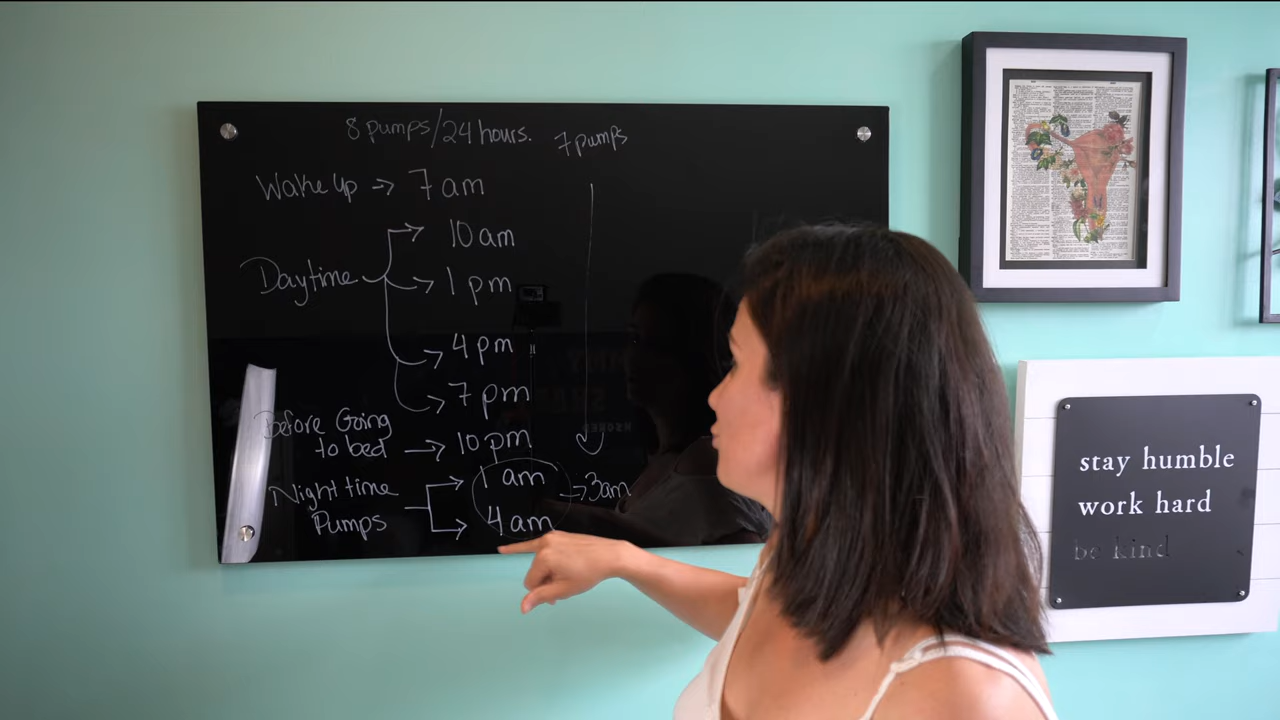 8 pumps/24 hours. 7 pumps
Wake up → 7 am
10 am
Daytime → 1 pm
4 pm
7 pm
Before Going
to bed → 10 pm
1 am
Night time → 3am
Pumps 4 am
stay humble
work hard
be kind